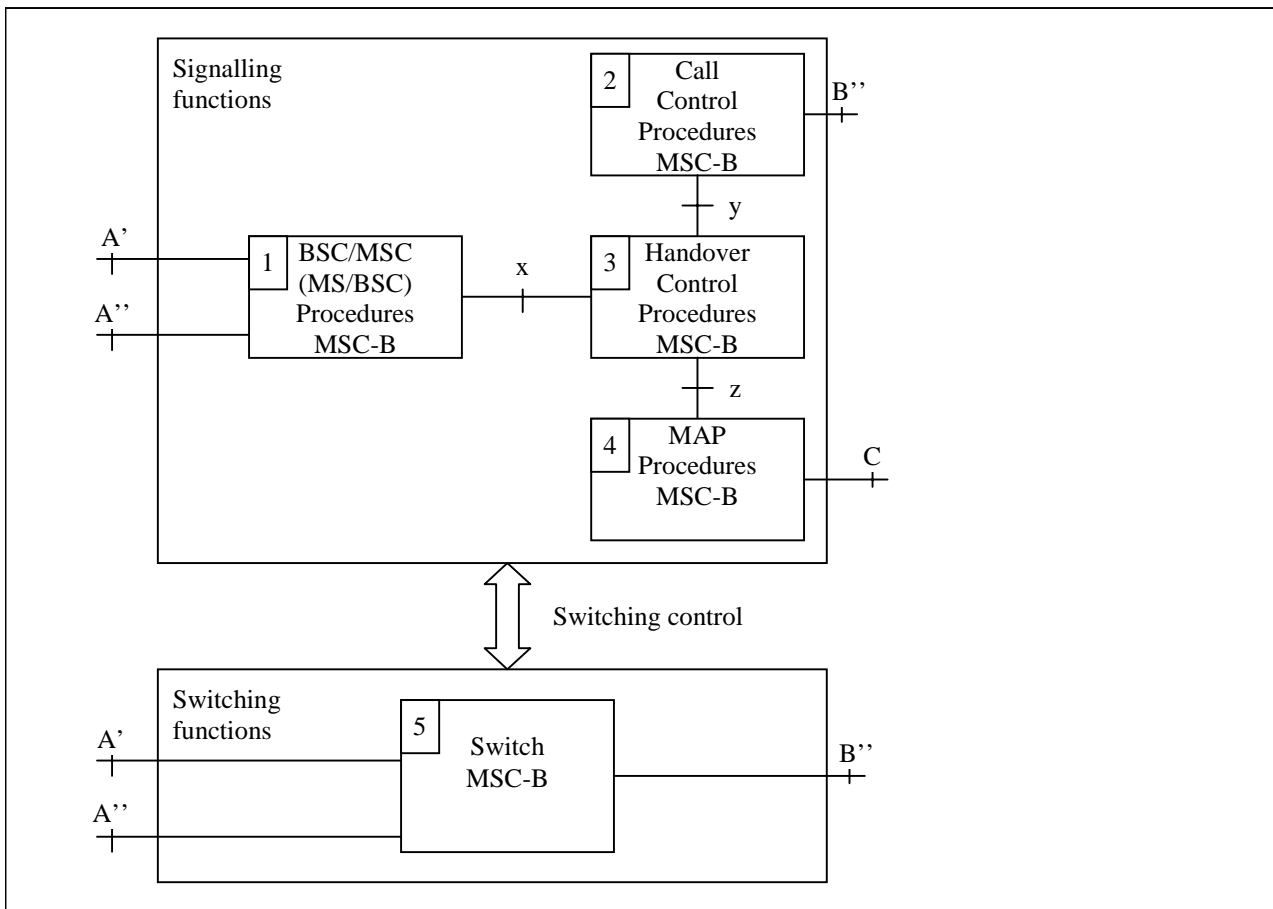 Signalling
functions
2
Call
Control
Procedures
MSC-B
B’’
y
A'
A’’
1
BSC/MSC
(MS/BSC)
Procedures
MSC-B
x
3
Handover
Control
Procedures
MSC-B
z
4
MAP
Procedures
MSC-B
C
Switching control
Switching
functions
A’
A’’
5
Switch
MSC-B
B’’